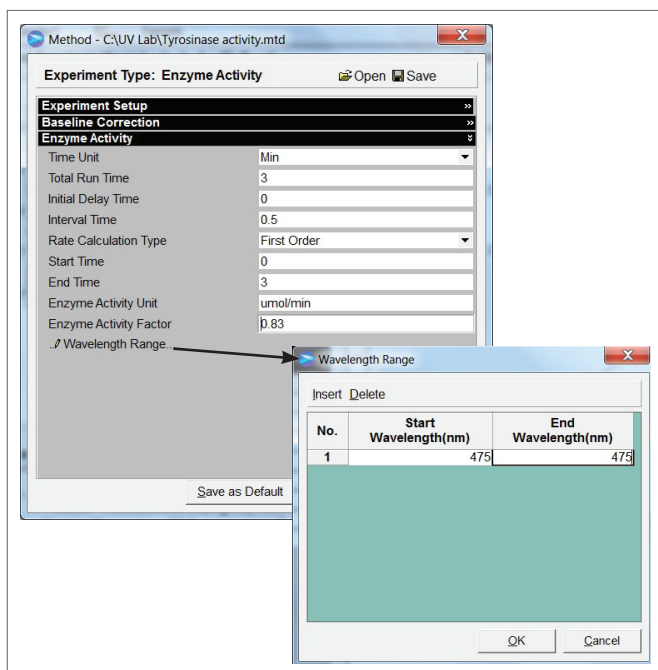 Method - C:\UV Lab\Tyrosinase activity.mtd
X
Experiment Type: Enzyme Activity Open Save
Experiment Setup »
Baseline Correction »
Enzyme Activity
Time Unit Min
Total Run Time 3
Initial Delay Time 0
Interval Time 0.5
Rate Calculation Type First Order
Start Time 0
End Time 3
Enzyme Activity Unit umol/min
Enzyme Activity Factor 0.83
Wavelength Range..
Save as Default
Wavelength Range
X
Insert Delete
No. Start Wavelength(nm) End Wavelength(nm)
1 475 475
OK Cancel